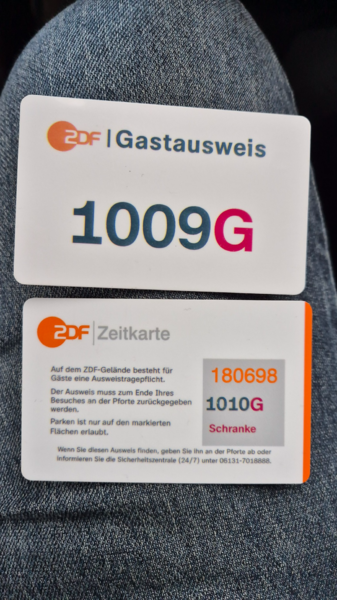 ZDF | Gastausweis
1009G
ZDF | Zeitkarte
Auf dem ZDF-Gelände besteht für
Gäste eine Ausweistragepflicht.
Der Ausweis muss zum Ende Ihres
Besuches an der Pforte zurückgegeben
werden.
Parken ist nur auf den markierten
Flächen erlaubt.
180698
1010G
Schranke
Wenn Sie diesen Ausweis finden, geben Sie ihn an der Pforte ab oder
informieren Sie die Sicherheitszentrale (24/7) unter 06131-7018888.